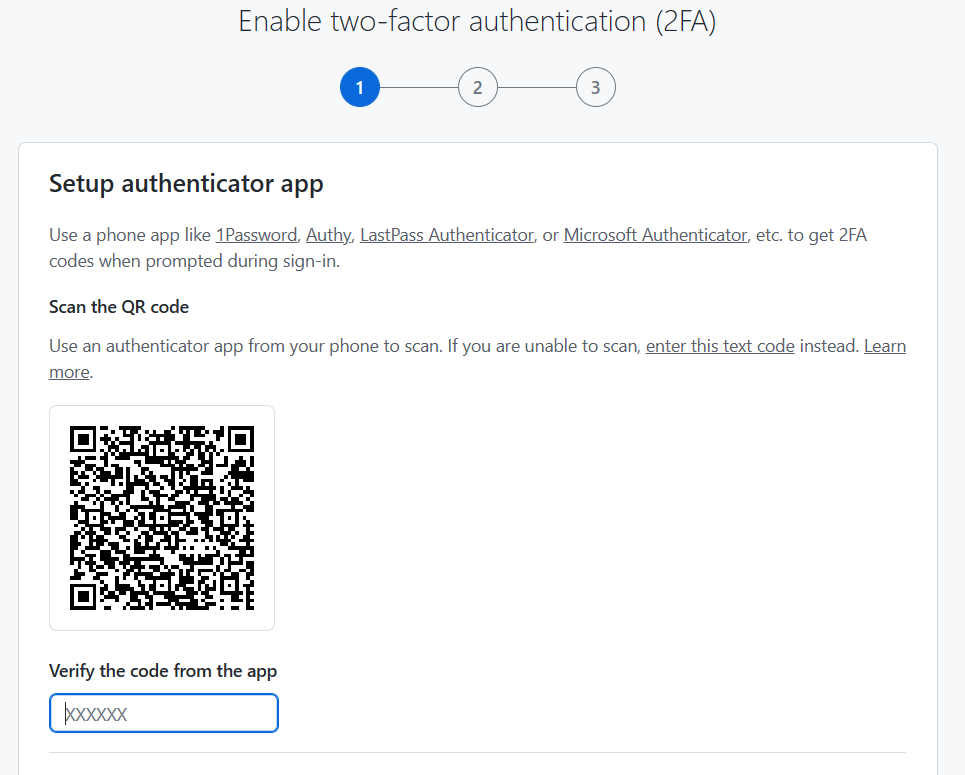 Enable two-factor authentication (2FA)
1 2 3
Setup authenticator app
Use a phone app like 1Password, Authy, LastPass Authenticator, or Microsoft Authenticator, etc. to get 2FA
codes when prompted during sign-in.
Scan the QR code
Use an authenticator app from your phone to scan. If you are unable to scan, enter this text code instead. Learn
more.
Verify the code from the app
XXXXXX